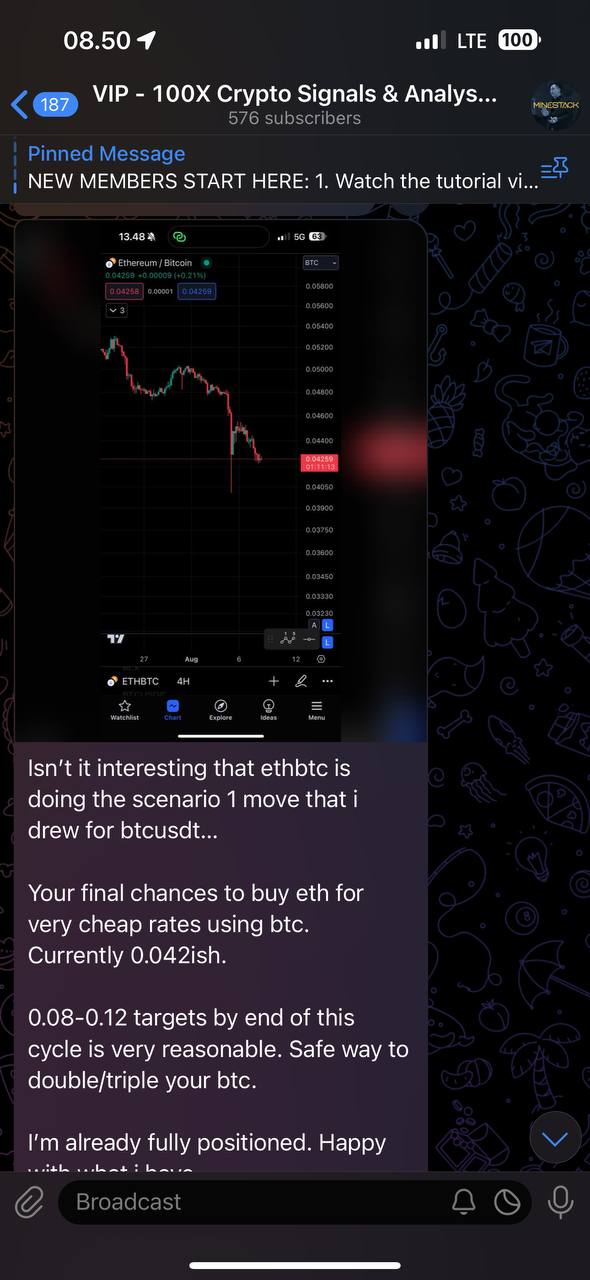 08.50
LTE 100
187
VIP - 100X Crypto Signals & Analys...
576 subscribers
MINESTACK
Pinned Message
NEW MEMBERS START HERE: 1. Watch the tutorial vi...
13.48
5G 63
Ethereum / Bitcoin
BTC
0.04259 +0.00009 (+0.21%)
0.04258 0.00001 0.04259
3
0.05800
0.05600
0.05400
0.05200
0.05000
0.04800
0.04600
0.04400
0.04259
01:11:13
0.04050
0.03900
0.03750
0.03600
0.03450
0.03330
0.03230
A L
L
27 Aug 6 12
ETHBTC 4H
Watchlist Chart Explore Ideas Menu
Isn’t it interesting that ethbtc is
doing the scenario 1 move that i
drew for btcusdt...
Your final chances to buy eth for
very cheap rates using btc.
Currently 0.042ish.
0.08-0.12 targets by end of this
cycle is very reasonable. Safe way to
double/triple your btc.
I’m already fully positioned. Happy
with what i have
Broadcast